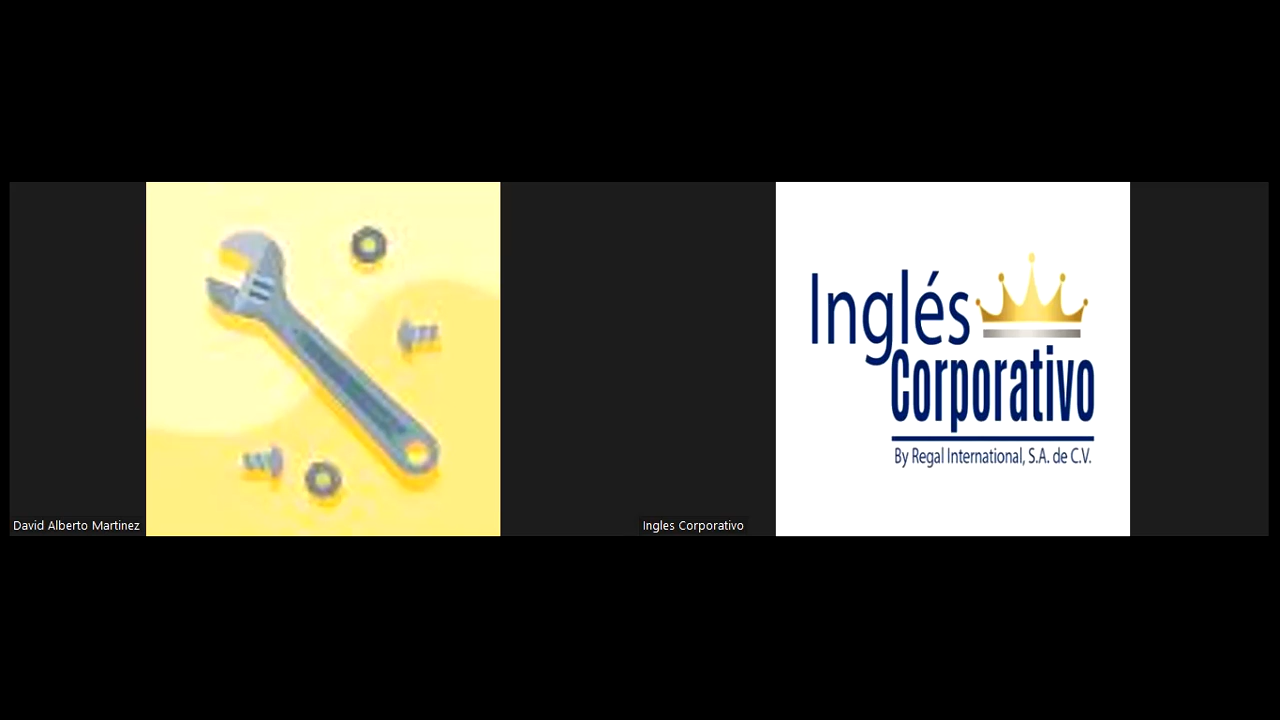 Inglés
Corporativo
By Regal International, S.A. de C.V.
David Alberto Martinez
Ingles Corporativo